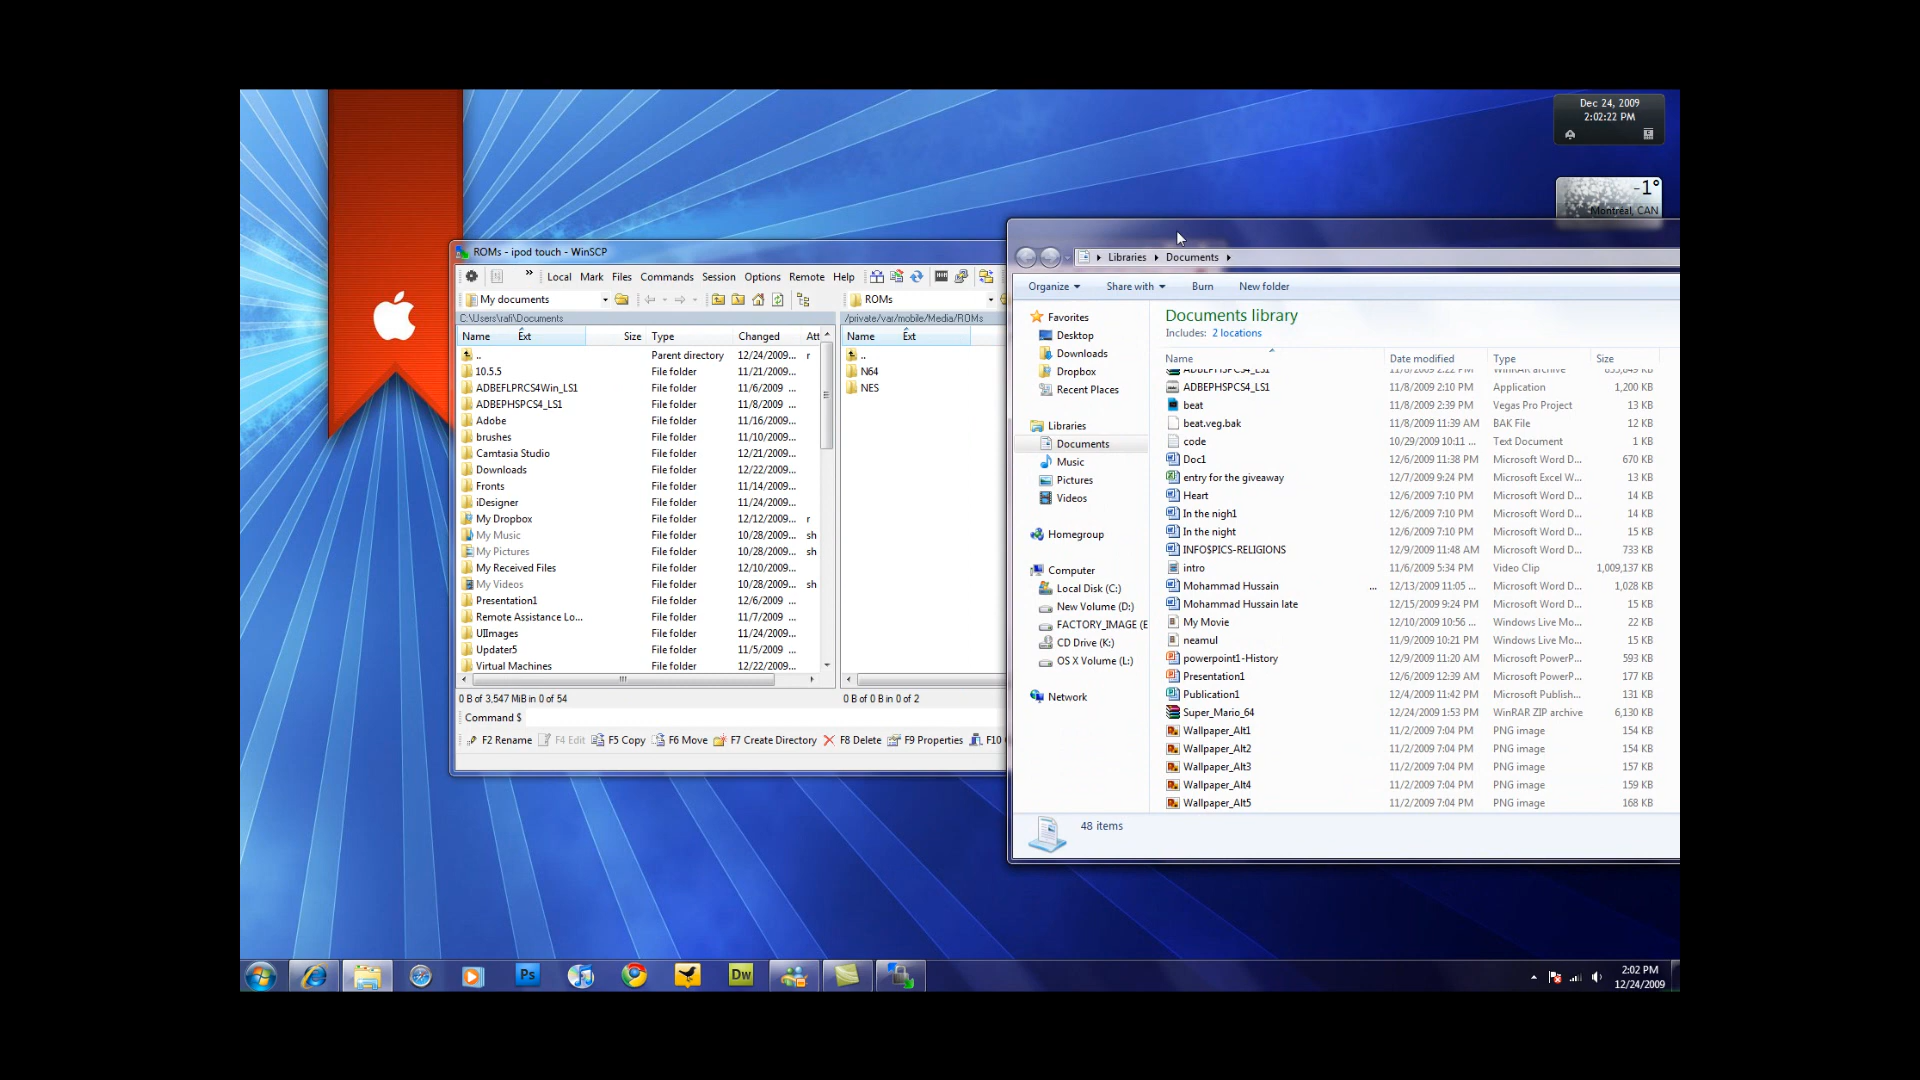 Dec 24, 2009
2:02:22 PM
-1°
Montréal, CAN
ROMs - ipod touch - WinSCP
» Local Mark Files Commands Session Options Remote Help
My documents
ROMs
C:\Users\rafi\Documents
/private/var/mobile/Media/ROMs
Name Ext Size Type Changed Att
.. Parent directory 12/24/2009... r
10.5.5 File folder 11/21/2009...
ADBEFLPRCS4Win_LS1 File folder 11/6/2009 ...
ADBEPHSPCS4_LS1 File folder 11/8/2009 ...
Adobe File folder 11/16/2009...
brushes File folder 11/10/2009...
Camtasia Studio File folder 12/21/2009...
Downloads File folder 12/22/2009...
Fronts File folder 11/14/2009...
iDesigner File folder 11/24/2009...
My Dropbox File folder 12/12/2009... r
My Music File folder 10/28/2009... sh
My Pictures File folder 10/28/2009... sh
My Received Files File folder 12/10/2009...
My Videos File folder 10/28/2009... sh
Presentation1 File folder 12/6/2009 ...
Remote Assistance Lo... File folder 11/7/2009 ...
UIImages File folder 11/24/2009...
Updater5 File folder 11/5/2009 ...
Virtual Machines File folder 12/22/2009...
Name Ext
..
N64
NES
0 B of 3,547 MiB in 0 of 54
0 B of 0 B in 0 of 2
Command $
F2 Rename F4 Edit F5 Copy F6 Move F7 Create Directory F8 Delete F9 Properties F10
Libraries Documents
Organize Share with Burn New folder
Favorites
Desktop
Downloads
Dropbox
Recent Places
Libraries
Documents
Music
Pictures
Videos
Homegroup
Computer
Local Disk (C:)
New Volume (D:)
FACTORY_IMAGE (E
CD Drive (K:)
OS X Volume (L:)
Network
Documents library
Includes: 2 locations
Name Date modified Type Size
ADBEPHSPCS4_LS1 11/8/2009 2:22 PM WinRAR archive
ADBEPHSPCS4_LS1 11/8/2009 2:10 PM Application 1,200 KB
beat 11/8/2009 2:39 PM Vegas Pro Project 13 KB
beat.veg.bak 11/8/2009 11:39 AM BAK File 12 KB
code 10/29/2009 10:11 ... Text Document 1 KB
Doc1 12/6/2009 11:38 PM Microsoft Word D... 670 KB
entry for the giveaway 12/7/2009 9:24 PM Microsoft Excel W... 13 KB
Heart 12/6/2009 7:10 PM Microsoft Word D... 14 KB
In the nigh1 12/6/2009 7:10 PM Microsoft Word D... 14 KB
In the night 12/6/2009 7:10 PM Microsoft Word D... 15 KB
INFO$PICS-RELIGIONS 12/9/2009 11:48 AM Microsoft Word D... 733 KB
intro 11/6/2009 5:34 PM Video Clip 1,009,137 KB
Mohammad Hussain ... 12/13/2009 11:05 ... Microsoft Word D... 1,028 KB
Mohammad Hussain late 12/15/2009 9:24 PM Microsoft Word D... 15 KB
My Movie 12/10/2009 10:56 ... Windows Live Mo... 22 KB
neamul 11/9/2009 10:21 PM Windows Live Mo... 15 KB
powerpoint1-History 12/9/2009 11:20 AM Microsoft PowerP... 593 KB
Presentation1 12/6/2009 12:39 AM Microsoft PowerP... 177 KB
Publication1 12/4/2009 11:42 PM Microsoft Publish... 131 KB
Super_Mario_64 12/24/2009 1:53 PM WinRAR ZIP archive 6,130 KB
Wallpaper_Alt1 11/2/2009 7:04 PM PNG image 154 KB
Wallpaper_Alt2 11/2/2009 7:04 PM PNG image 154 KB
Wallpaper_Alt3 11/2/2009 7:04 PM PNG image 157 KB
Wallpaper_Alt4 11/2/2009 7:04 PM PNG image 159 KB
Wallpaper_Alt5 11/2/2009 7:04 PM PNG image 168 KB
48 items
Ps
Dw
2:02 PM
12/24/2009